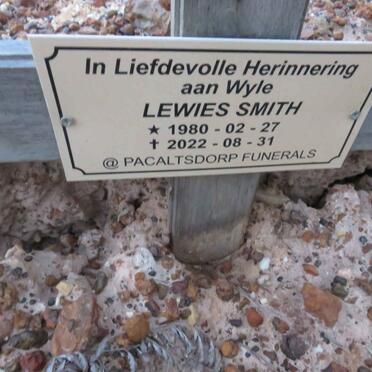 In Liefdevolle Herinnering
aan Wyle
LEWIES SMITH
★ 1980 - 02 - 27
✝ 2022 - 08 - 31
@ PACALTSDORP FUNERALS